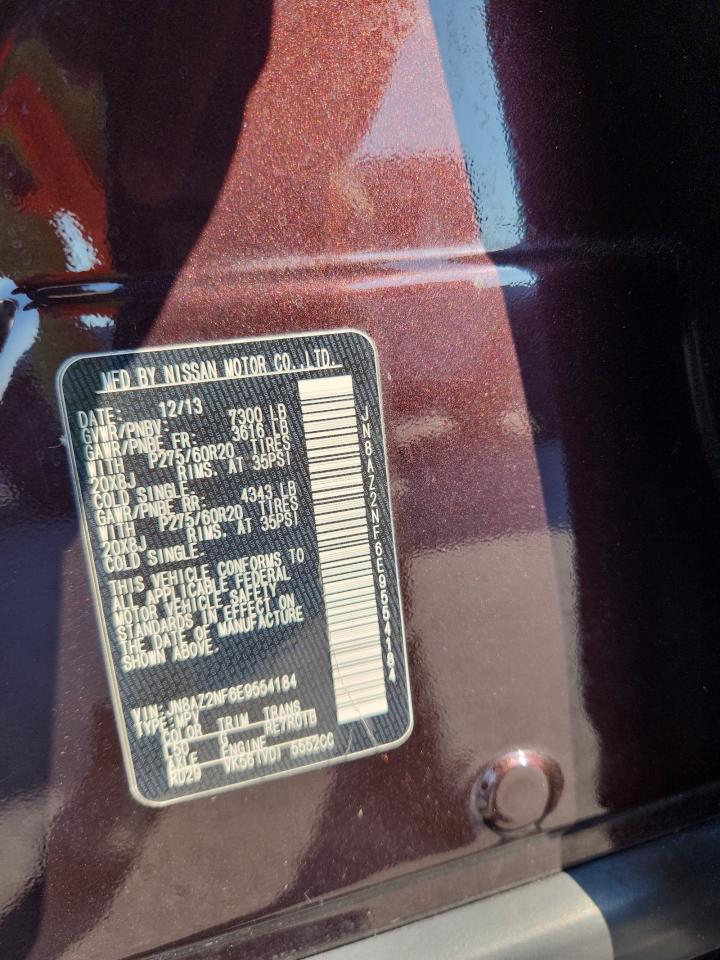 MFD BY NISSAN MOTOR CO.,LTD.
DATE: 12/13
GVWR/PNBV: 7300 LB
GAWR/PNBE FR: 3616 LB
WITH P275/60R20 TIRES
20X8J RIMS. AT 35PSI
COLD SINGLE.
GAWR/PNBE RR: 4343 LB
WITH P275/60R20 TIRES
20X8J RIMS. AT 35PSI
COLD SINGLE.
THIS VEHICLE CONFORMS TO
ALL APPLICABLE FEDERAL
MOTOR VEHICLE SAFETY
STANDARDS IN EFFECT ON
THE DATE OF MANUFACTURE
SHOWN ABOVE.
VIN: JN8AZ2NF6E9554184
TYPE: MPV
COLOR TRIM TRANS
RE7R01B
AXLE ENGINE
RD29 VK56 5552CC
JN8AZ2NF6E9554184